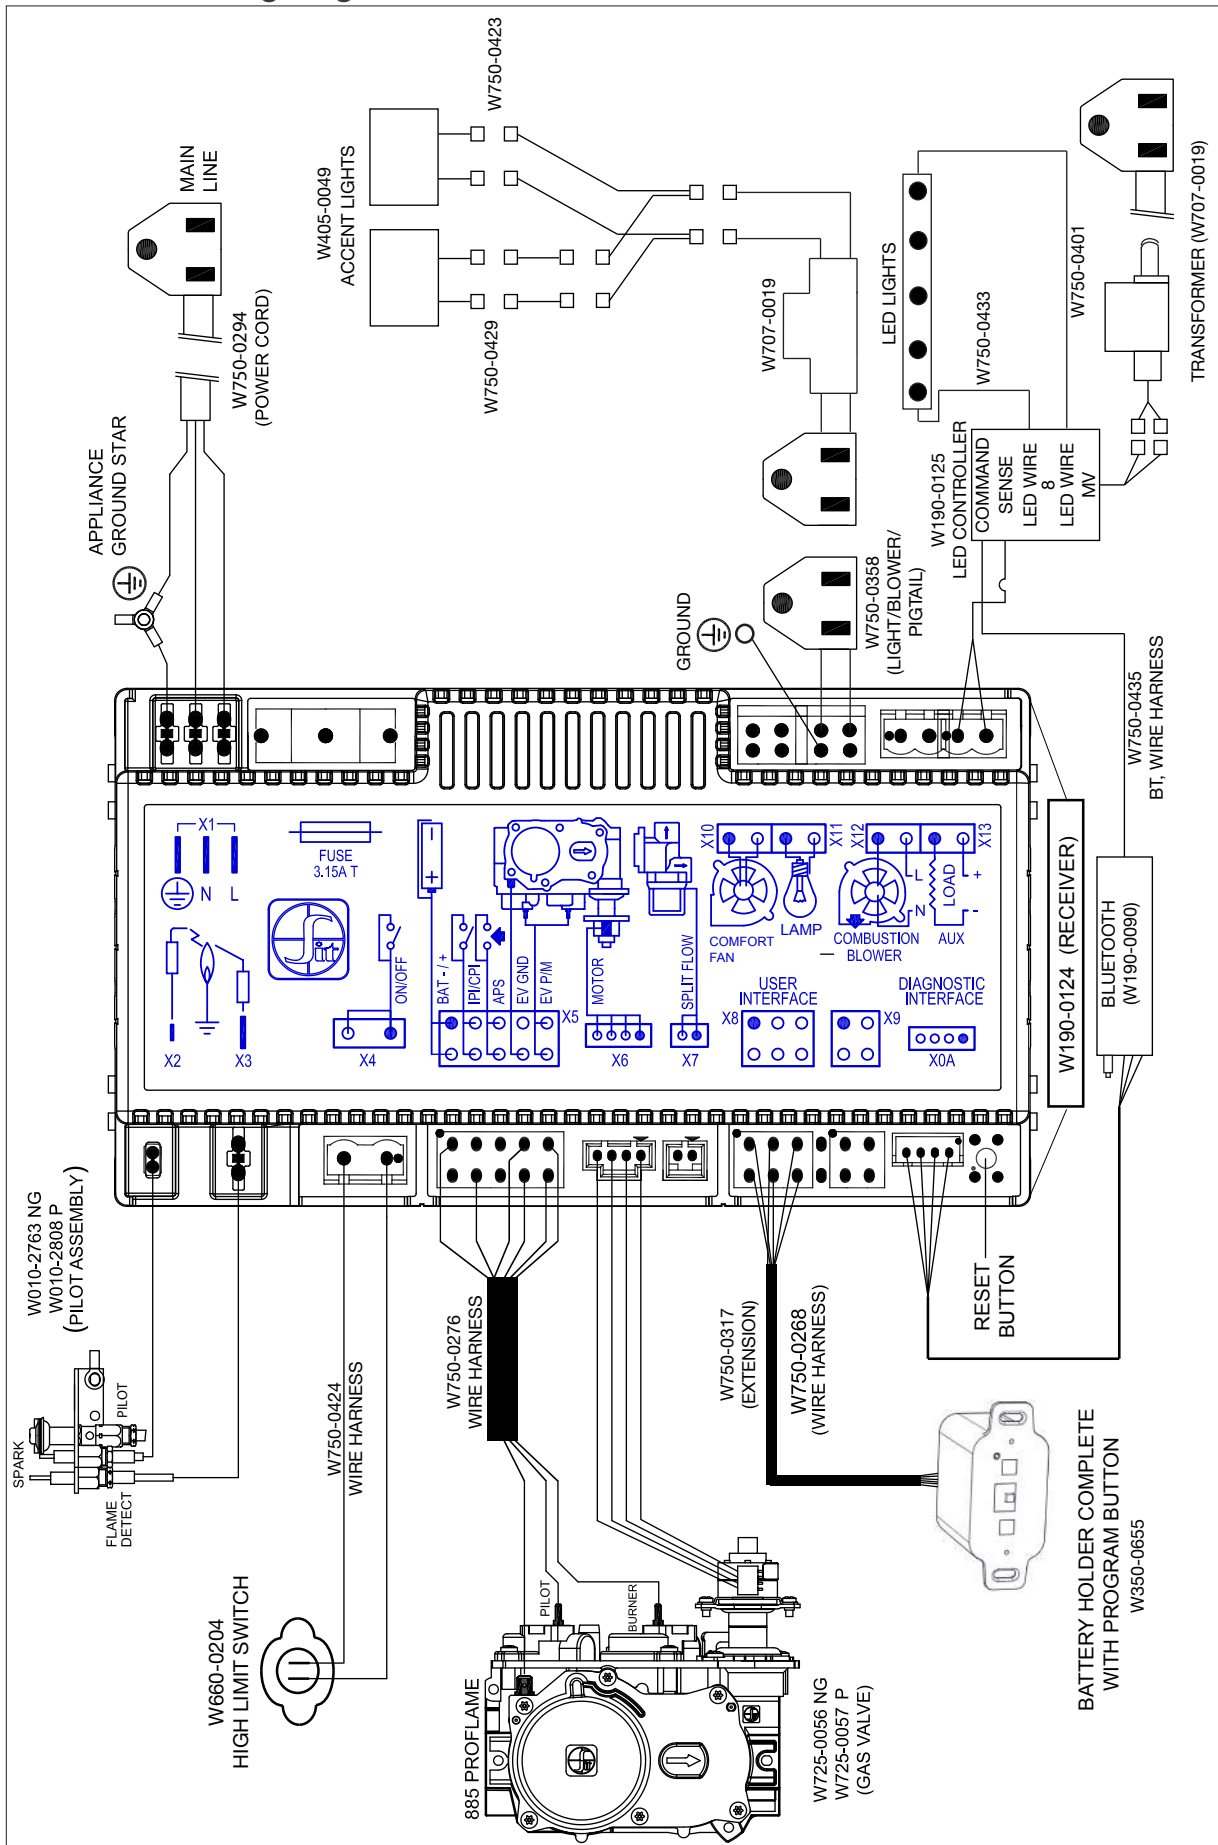 W010-2763 NG
W010-2808 P
(PILOT ASSEMBLY)
SPARK
PILOT
FLAME
DETECT
W660-0204
HIGH LIMIT SWITCH
W750-0424
WIRE HARNESS
885 PROFLAME
PILOT
BURNER
W725-0056 NG
W725-0057 P
(GAS VALVE)
W750-0276
WIRE HARNESS
W750-0317
(EXTENSION)
W750-0268
(WIRE HARNESS)
BATTERY HOLDER COMPLETE
WITH PROGRAM BUTTON
W350-0655
RESET
BUTTON
X1
N
L
X2
X3
FUSE
3.15A T
Sit
ON/OFF
X4
BAT - / +
IPI/CPI
APS
EV GND
EV P/M
X5
MOTOR
X6
SPLIT FLOW
X7
X10
COMFORT
FAN
X11
LAMP
X12
L
N
COMBUSTION
BLOWER
X13
LOAD
+
-
AUX
USER
INTERFACE
X8
X9
DIAGNOSTIC
INTERFACE
X0A
W190-0124 (RECEIVER)
BLUETOOTH
(W190-0090)
W750-0435
BT, WIRE HARNESS
APPLIANCE
GROUND STAR
W750-0294
(POWER CORD)
MAIN
LINE
W405-0049
ACCENT LIGHTS
W750-0423
W750-0429
W707-0019
GROUND
W750-0358
(LIGHT/BLOWER/
PIGTAIL)
W190-0125
LED CONTROLLER
COMMAND
SENSE
LED WIRE
8
LED WIRE
MV
LED LIGHTS
W750-0433
W750-0401
TRANSFORMER (W707-0019)